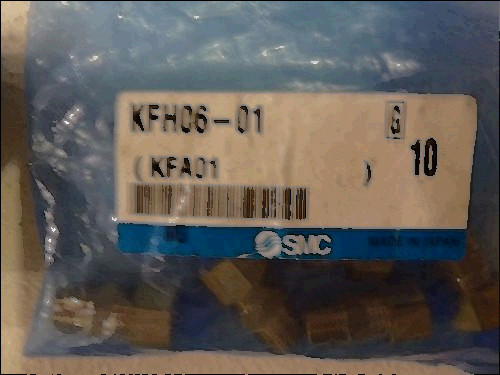 KFH06-01 G
(KFA01 ) 10
SMC MADE IN JAPAN